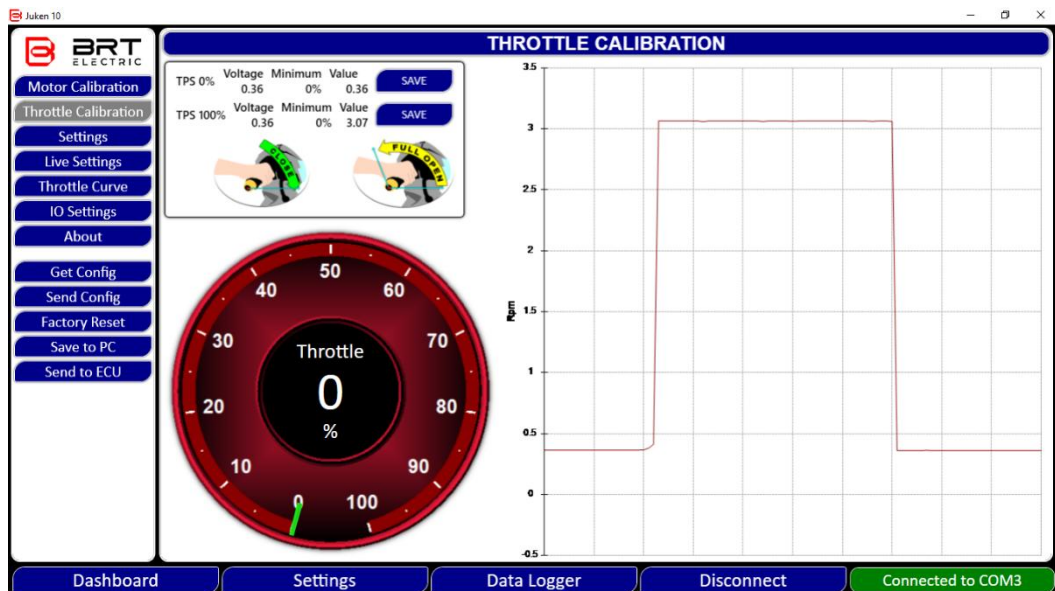 Juken 10
BRT
ELECTRIC
Motor Calibration
Throttle Calibration
Settings
Live Settings
Throttle Curve
IO Settings
About
Get Config
Send Config
Factory Reset
Save to PC
Send to ECU
THROTTLE CALIBRATION
TPS 0% Voltage Minimum Value SAVE
0.36 0% 0.36
TPS 100% Voltage Minimum Value SAVE
0.36 0% 3.07
CLOSE
FULL OPEN
0
10
20
30
40
50
60
70
80
90
100
Throttle
0
%
3.5
3
2.5
2
1.5
1
0.5
0
-0.5
Rpm
Dashboard
Settings
Data Logger
Disconnect
Connected to COM3